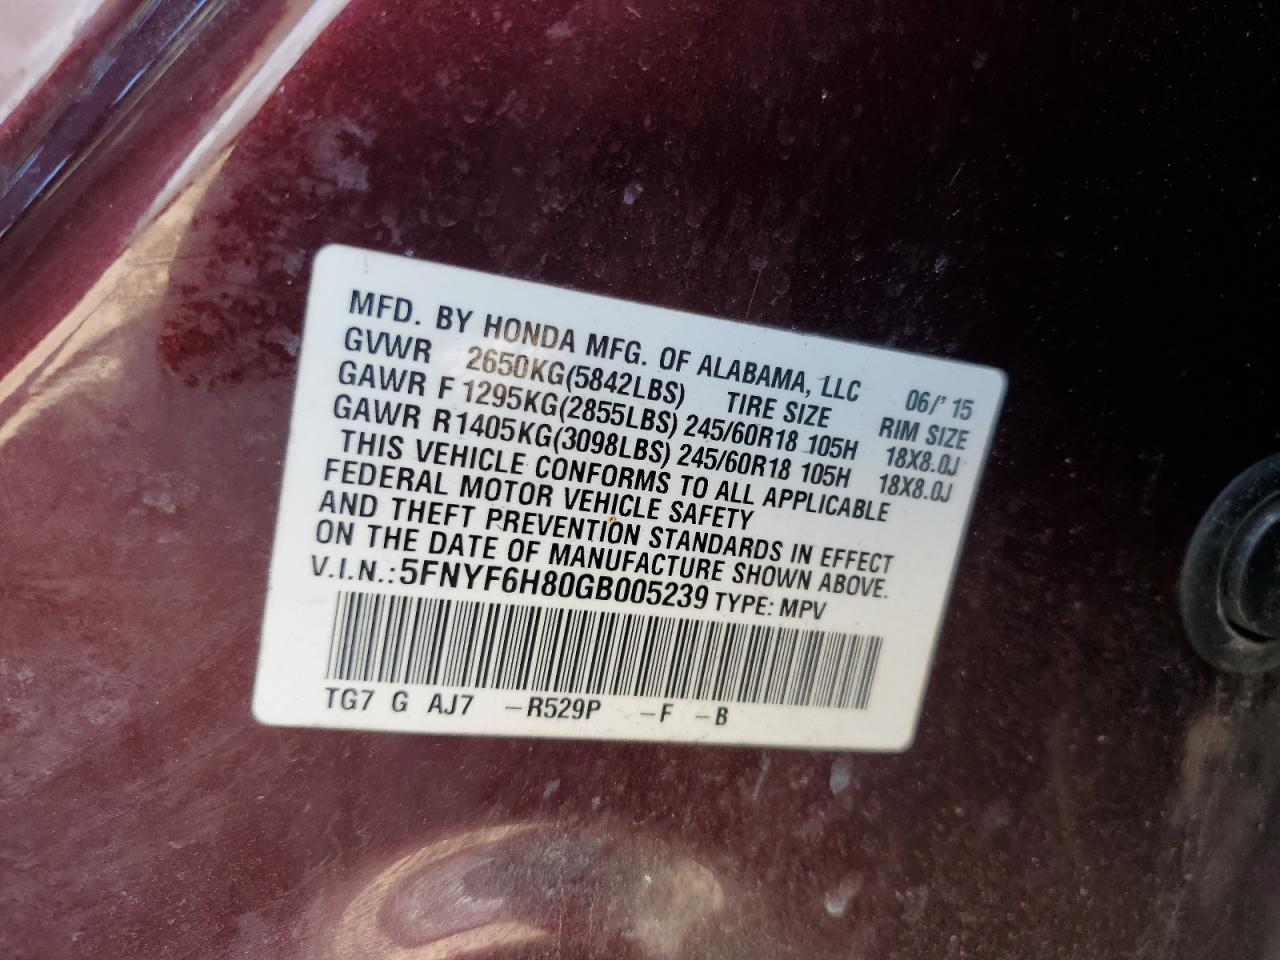 MFD. BY HONDA MFG. OF ALABAMA, LLC 06/' 15
GVWR 2650KG(5842LBS) TIRE SIZE RIM SIZE
GAWR F 1295KG(2855LBS) 245/60R18 105H 18X8.0J
GAWR R 1405KG(3098LBS) 245/60R18 105H 18X8.0J
THIS VEHICLE CONFORMS TO ALL APPLICABLE
FEDERAL MOTOR VEHICLE SAFETY
AND THEFT PREVENTION STANDARDS IN EFFECT
ON THE DATE OF MANUFACTURE SHOWN ABOVE.
V.I.N.: 5FNYF6H80GB005239 TYPE: MPV
TG7 G AJ7 -R529P -F -B